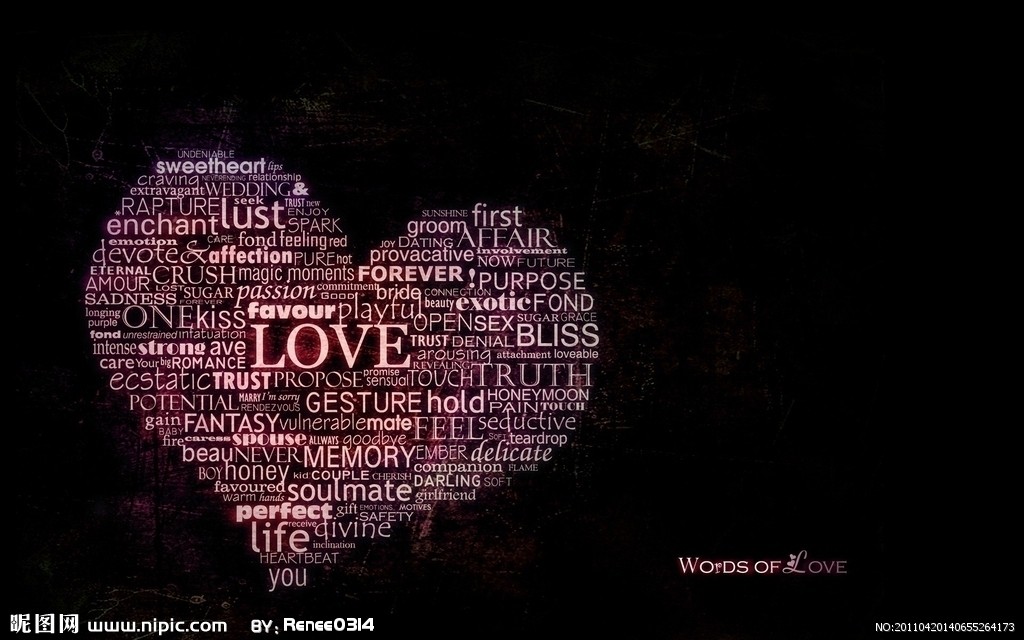 UNDENIABLE
sweetheart lips
craving NEVERENDING relationship
extravagant WEDDING &
*RAPTURE lust seek TRUST new
enchant ENJOY SPARK
SUNSHINE first
groom AFFAIR
emotion CARE fond feeling red JOY DATING
devote & affection PURE hot provacative involvement
NOW FUTURE
ETERNAL CRUSH magic moments FOREVER ! PURPOSE
AMOUR LOST SUGAR passion commitment bride CONNECTION
SADNESS FOREVER Good beauty exotic FOND
longing purple ONE kiss favour playful OPEN SEX SUGAR GRACE
fond unrestrained infatuation LOVE TRUST DENIAL BLISS
intense strong ave arousing attachment loveable
care Your big ROMANCE REVEALING
ecstatic TRUST PROPOSE promise sensual TOUCH TRUTH
POTENTIAL MARRY I'm sorry RENDEZVOUS GESTURE hold HONEYMOON
PAIN TOUCH
gain BABY FANTASY vulnerable mate FEEL seductive
fire caress spouse ALLWAYS goodbye SOFT teardrop
beau NEVER MEMORY EMBER delicate
BOY honey kid COUPLE CHERISH companion FLAME
DARLING SOFT
favoured soulmate girlfriend
warm hands
perfect gift EMOTIONS MOTIVES
SAFETY
life receive divine
inclination
HEARTBEAT
you
WORDS OF LOVE
昵图网 www.nipic.com BY: Renee0314
NO:20110420140655264173